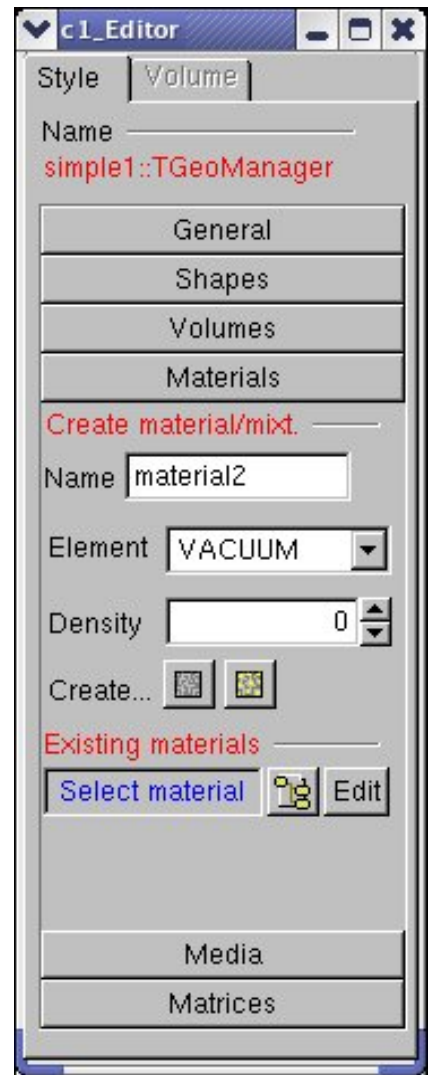 c1_Editor
Style Volume
Name
simple1::TGeoManager
General
Shapes
Volumes
Materials
Create material/mixt.
Name material2
Element VACUUM
Density 0
Create...
Existing materials
Select material Edit
Media
Matrices